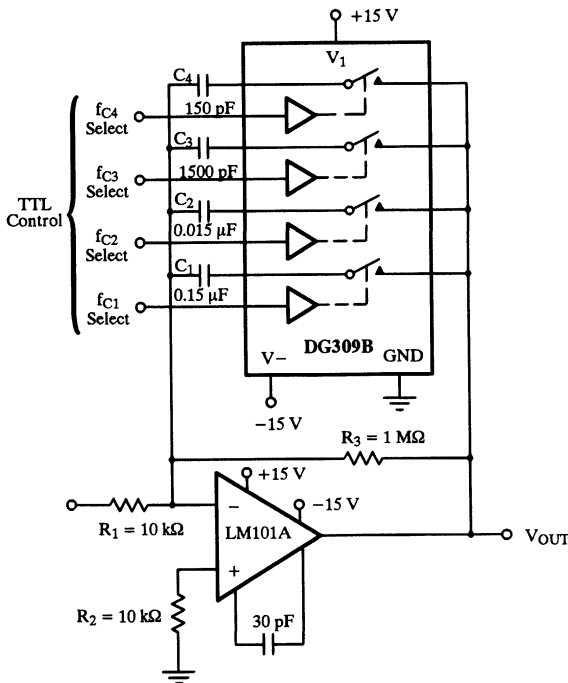 +15 V
V1
C4
150 pF
fC4
Select
C3
1500 pF
fC3
Select
TTL
Control
C2
0.015 µF
fC2
Select
C1
0.15 µF
fC1
Select
DG309B
V−
GND
−15 V
R3 = 1 MΩ
+15 V
−15 V
−
LM101A
+
R1 = 10 kΩ
VOUT
R2 = 10 kΩ
30 pF